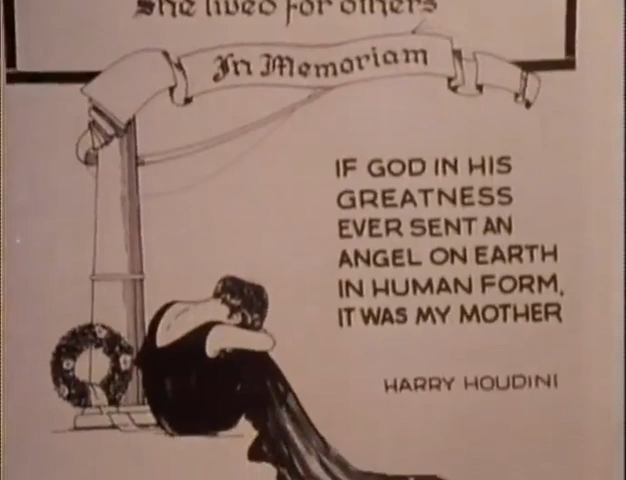 She lived for others
In Memoriam
IF GOD IN HIS
GREATNESS
EVER SENT AN
ANGEL ON EARTH
IN HUMAN FORM,
IT WAS MY MOTHER
HARRY HOUDINI